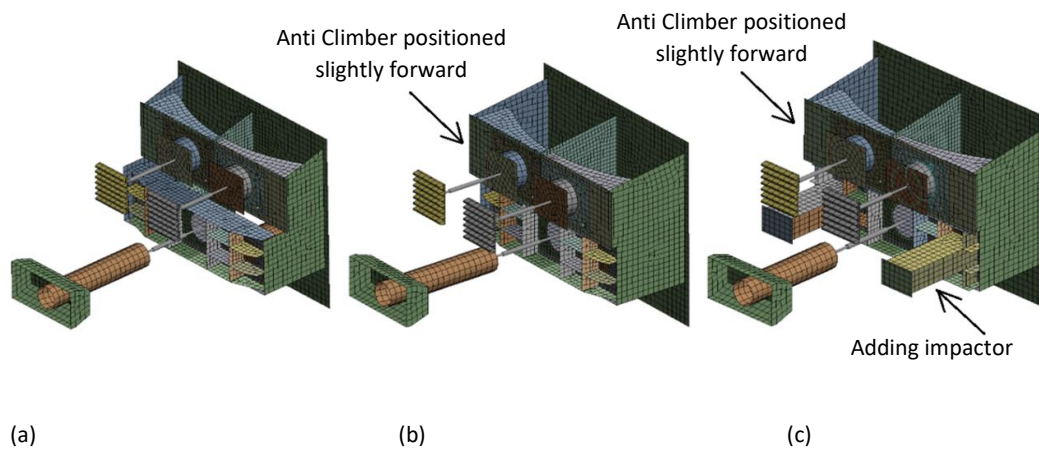 Anti Climber positioned
slightly forward
Anti Climber positioned
slightly forward
Adding impactor
(a)
(b)
(c)